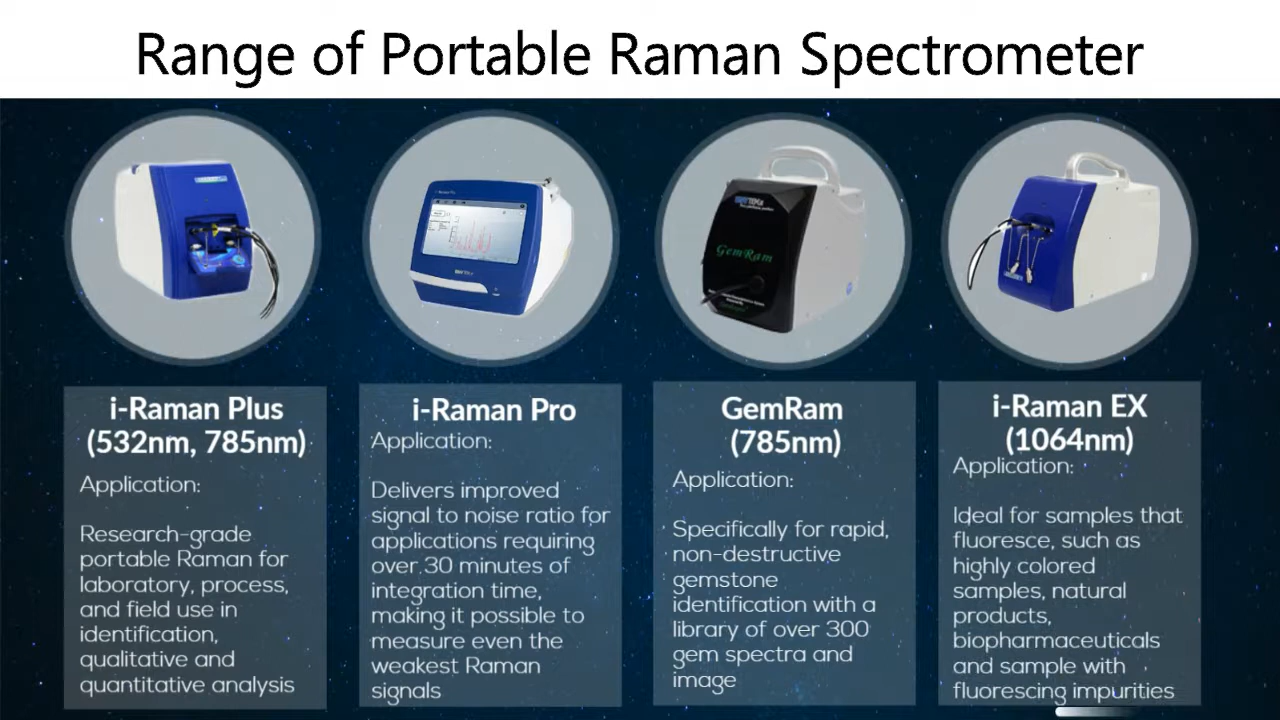 Range of Portable Raman Spectrometer
i-Raman Pro
GemRam
i-Raman Plus
(532nm, 785nm)
Application:
Research-grade
portable Raman for
laboratory, process,
and field use in
identification,
qualitative and
quantitative analysis
i-Raman Pro
Application:
Delivers improved
signal to noise ratio for
applications requiring
over 30 minutes of
integration time,
making it possible to
measure even the
weakest Raman
signals
GemRam
(785nm)
Application:
Specifically for rapid,
non-destructive
gemstone
identification with a
library of over 300
gem spectra and
image
i-Raman EX
(1064nm)
Application:
Ideal for samples that
fluoresce, such as
highly colored
samples, natural
products,
biopharmaceuticals
and sample with
fluorescing impurities